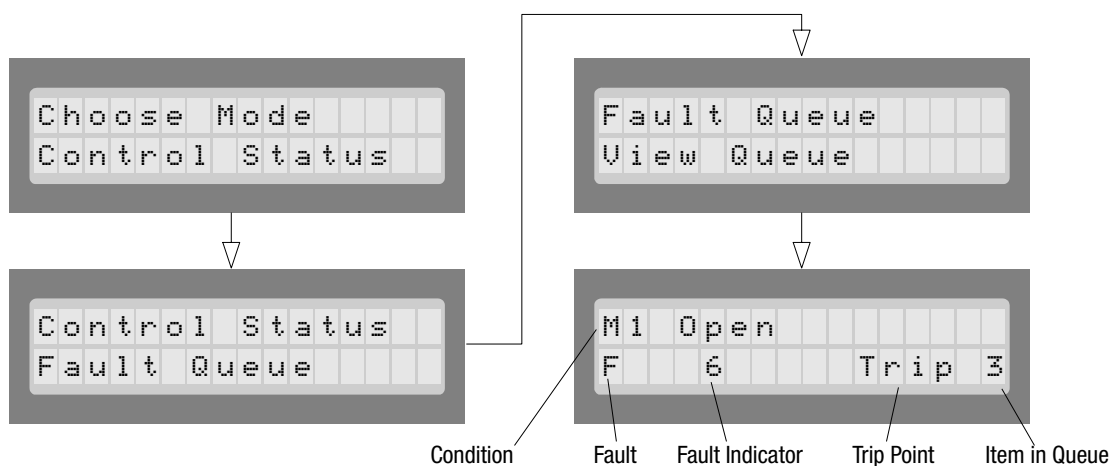 Choose Mode
Control Status
Control Status
Fault Queue
Fault Queue
View Queue
M1 Open
F 6 Trip 3
Condition Fault Fault Indicator Trip Point Item in Queue